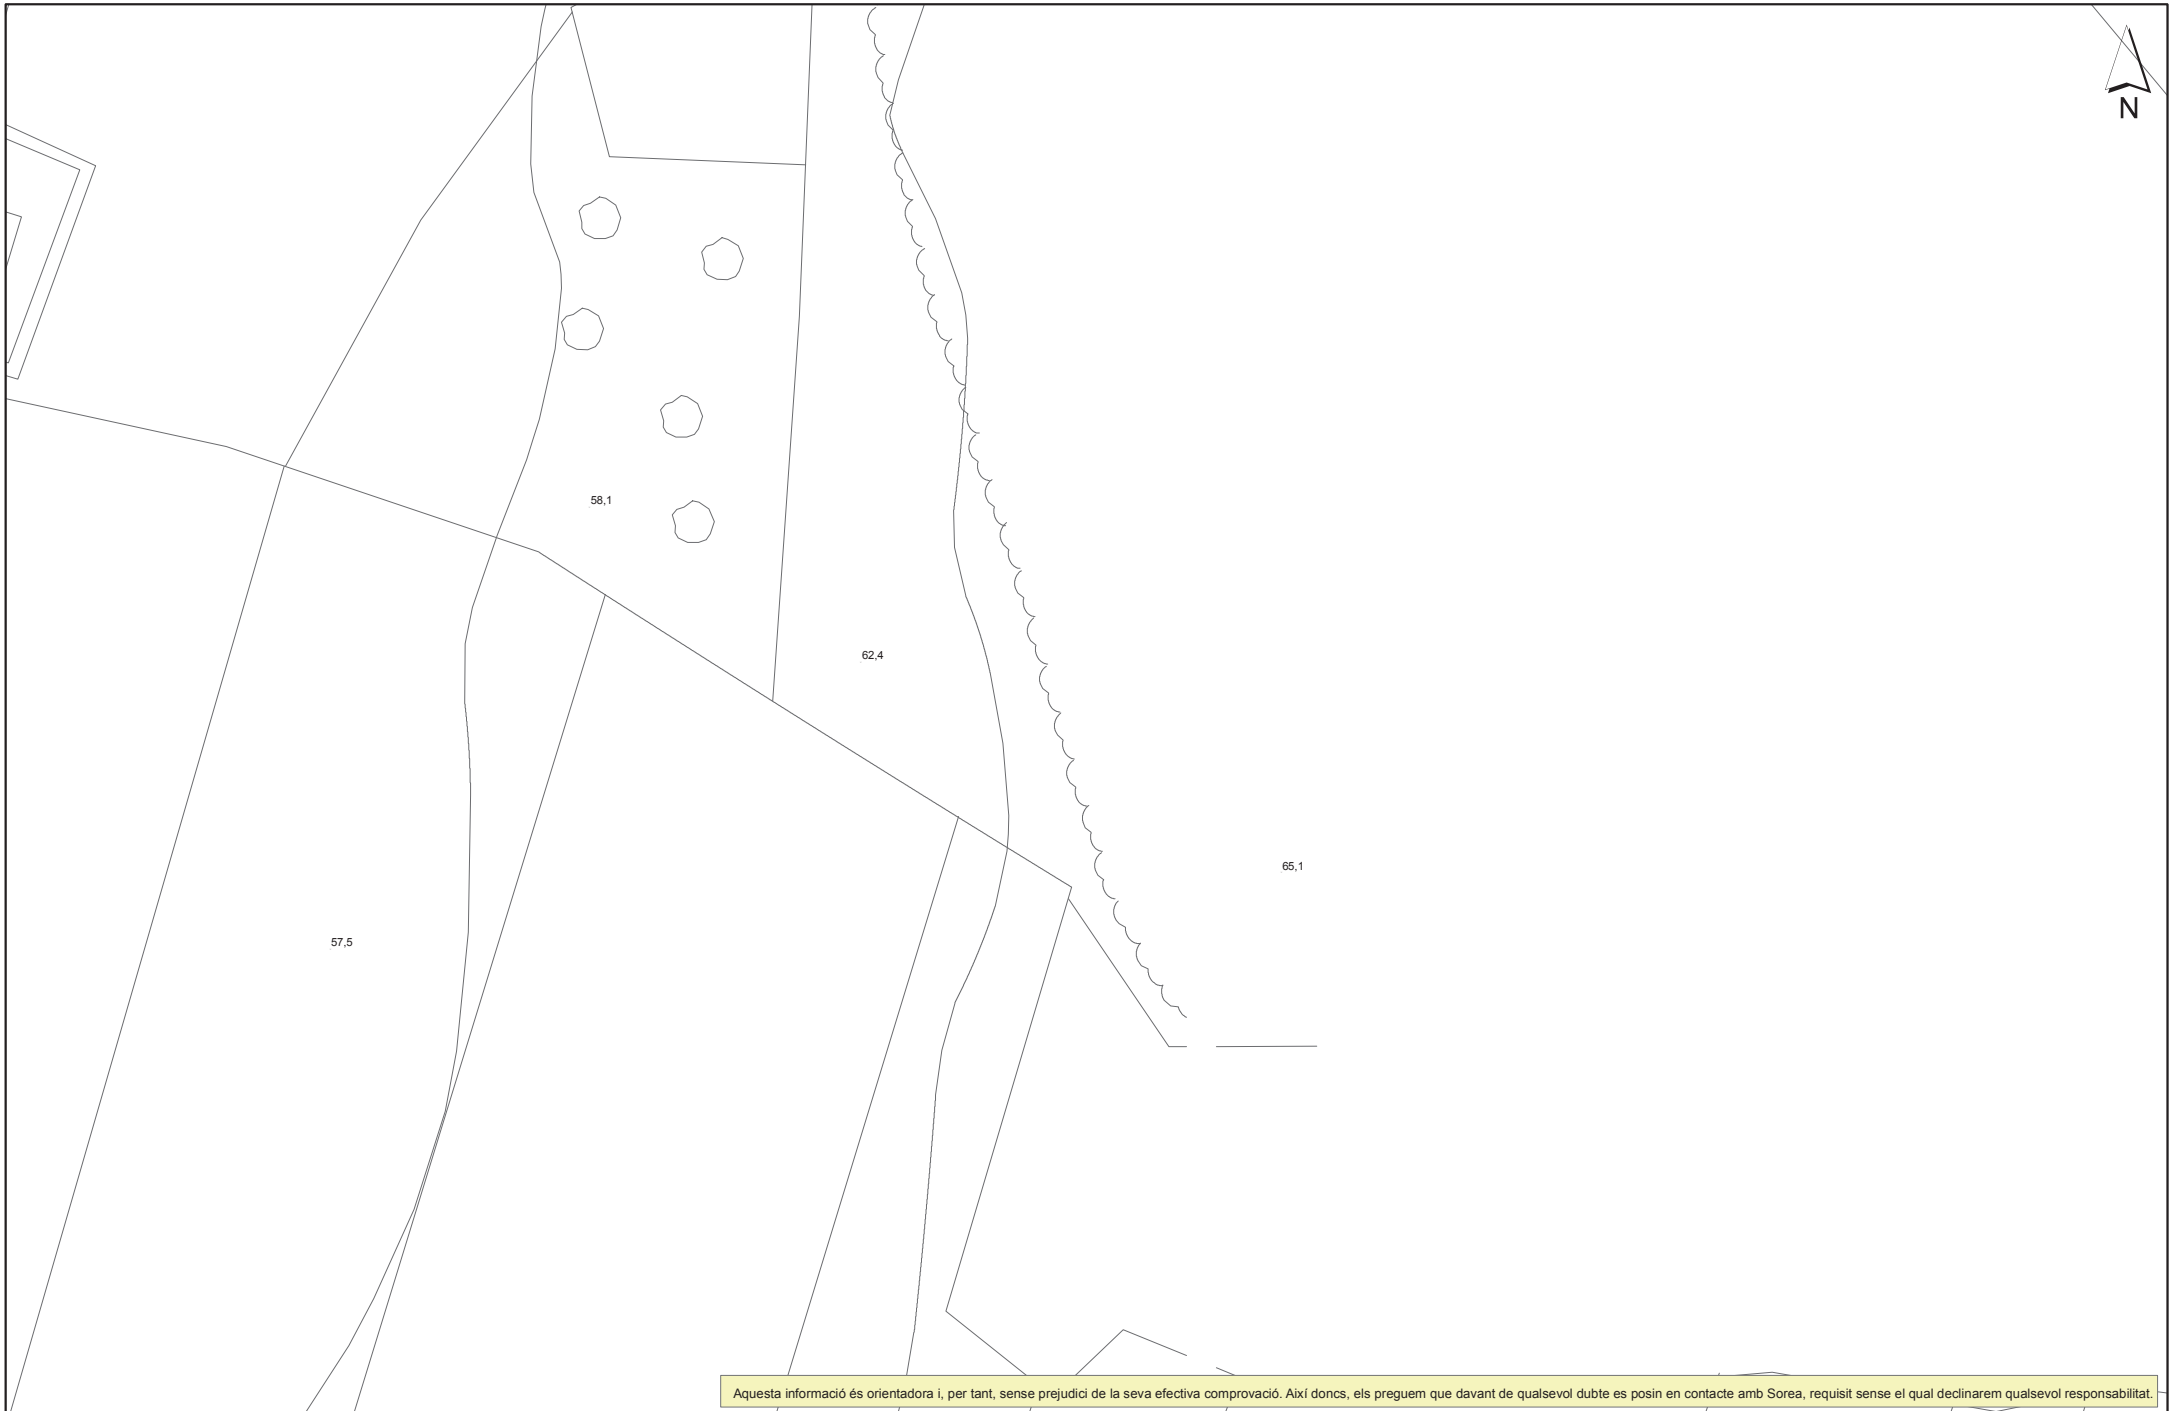 N
58,1
62,4
65,1
57,5
Aquesta informació és orientadora i, per tant, sense prejudici de la seva efectiva comprovació. Així doncs, els preguem que davant de qualsevol dubte es posin en contacte amb Sorea, requisit sense el qual declinarem qualsevol responsabilitat.